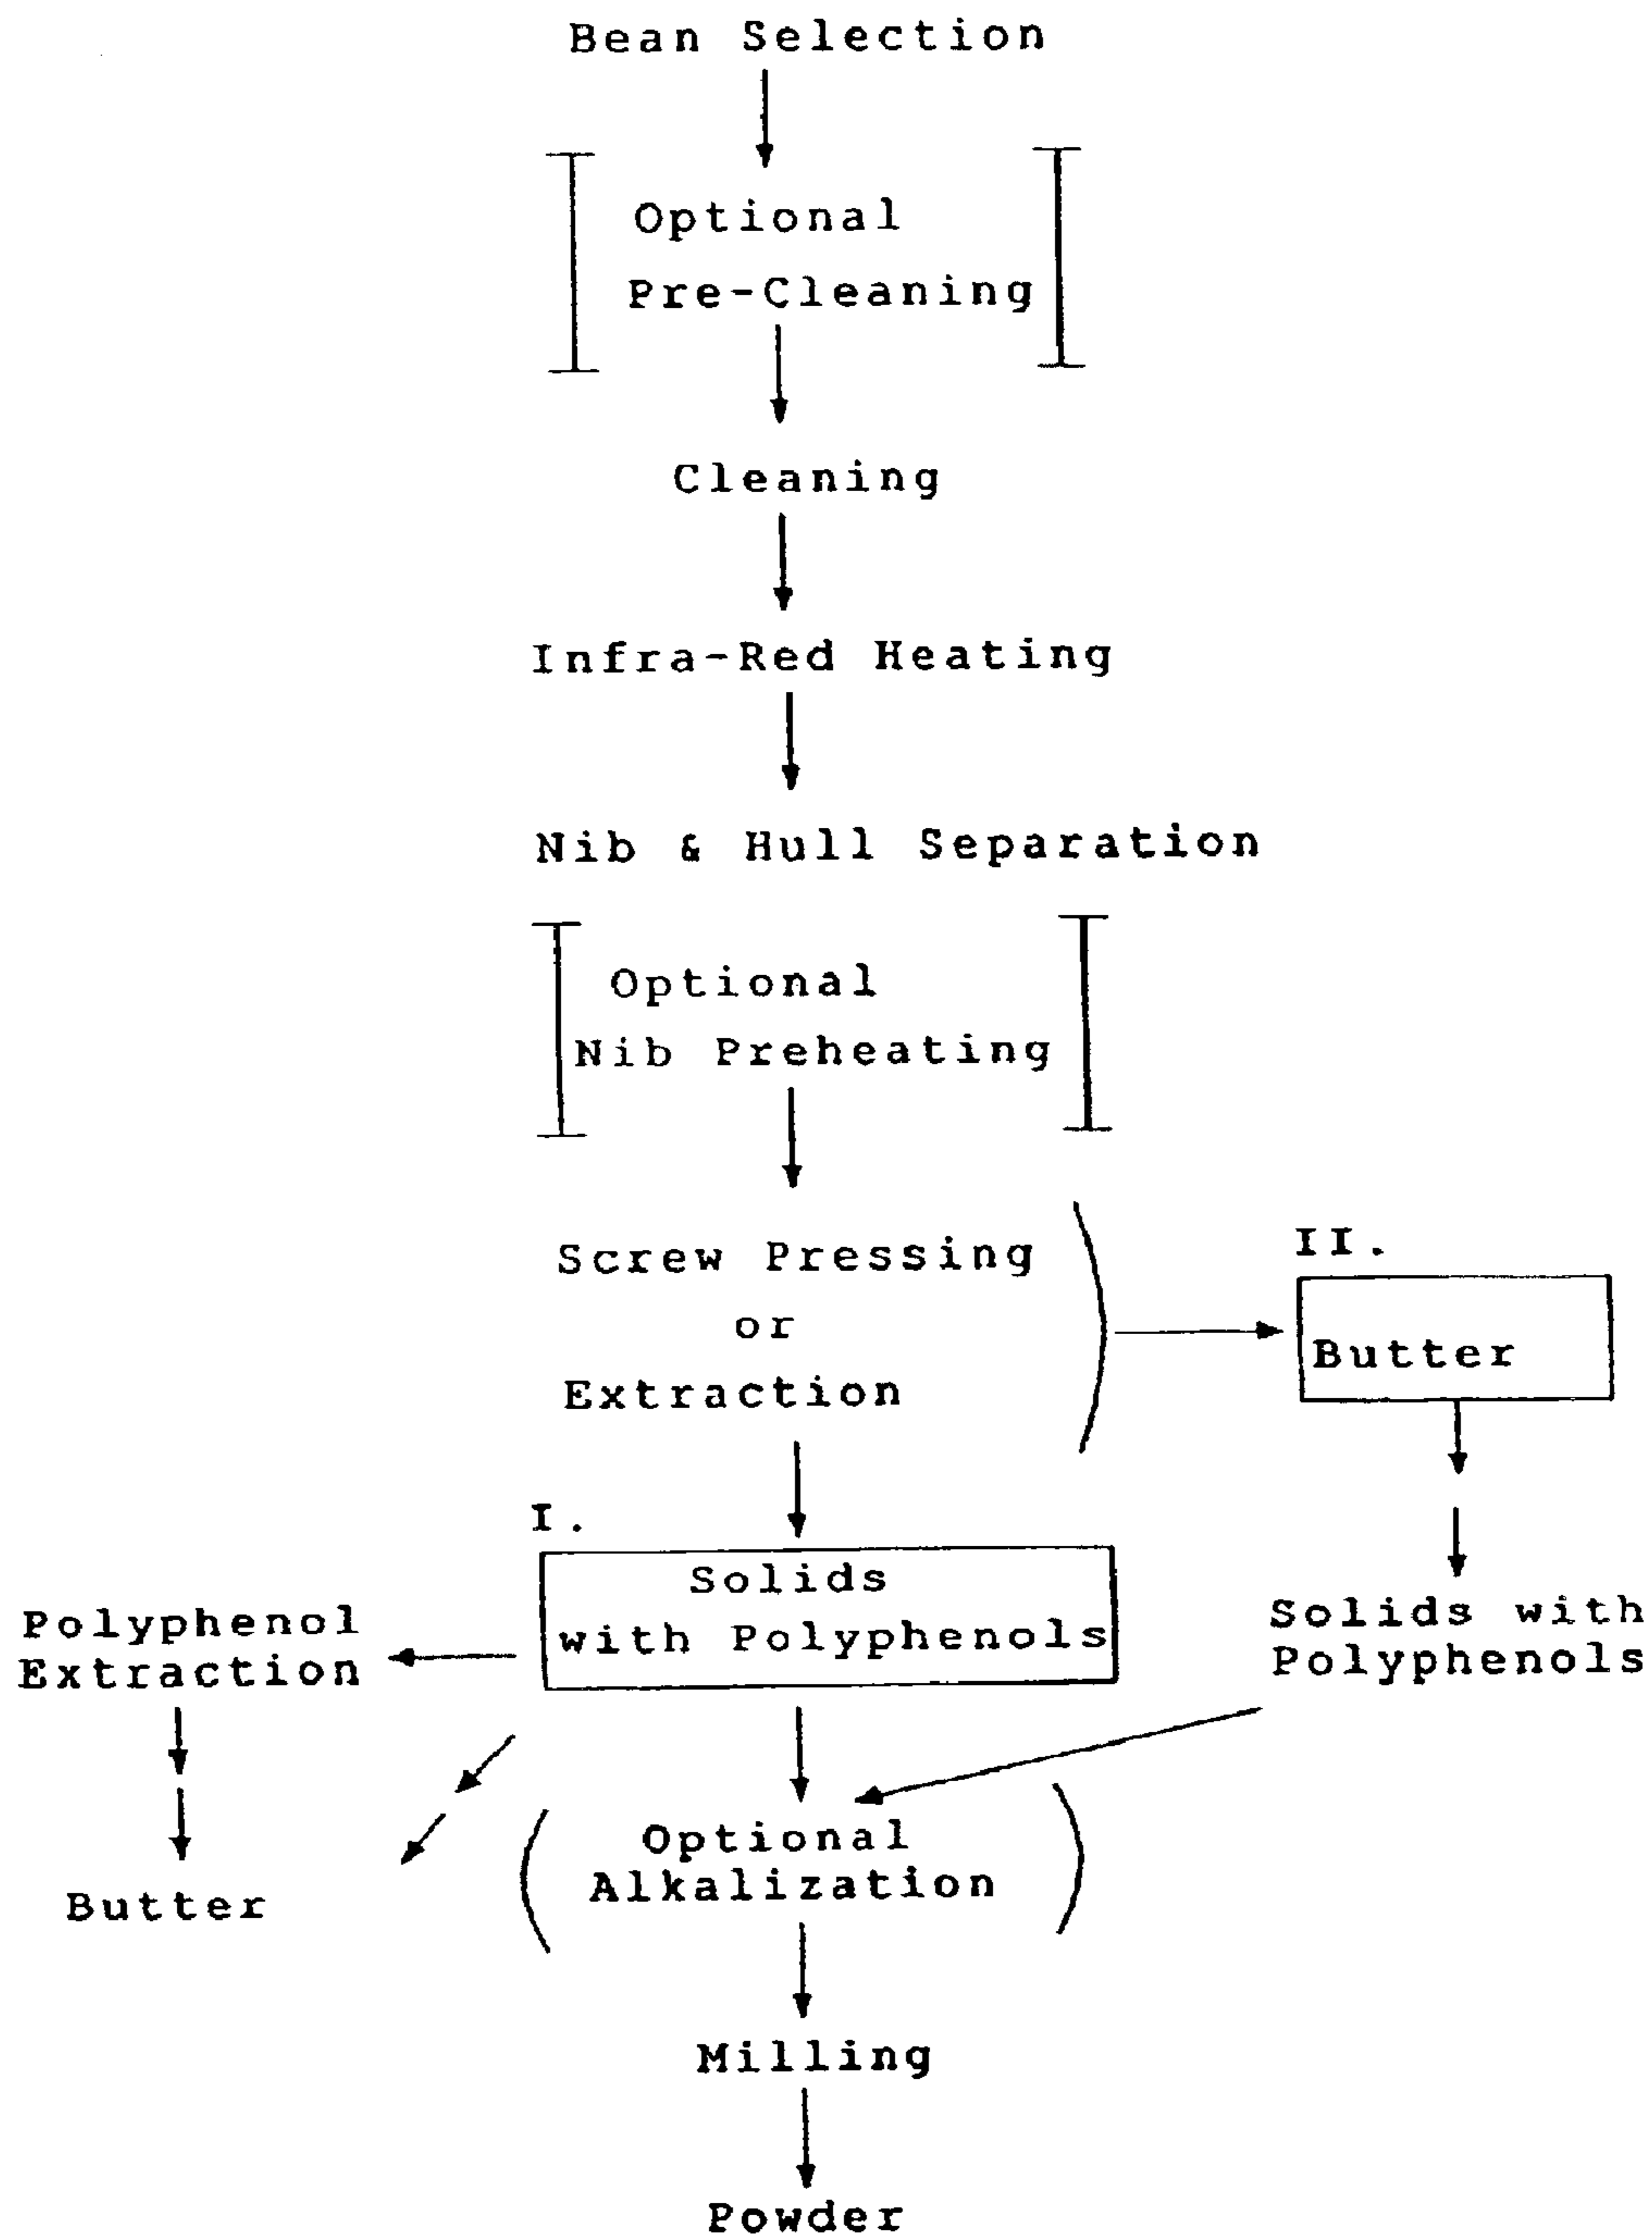 Bean Selection
Optional
Pre-Cleaning
Cleaning
Infra-Red Heating
Nib & Hull Separation
Optional
Nib Preheating
Screw Pressing
or
Extraction
II.
Butter
I.
Solids
with Polyphenols
Polyphenol
Extraction
Solids with
Polyphenols
Butter
Optional
Alkalization
Milling
Powder